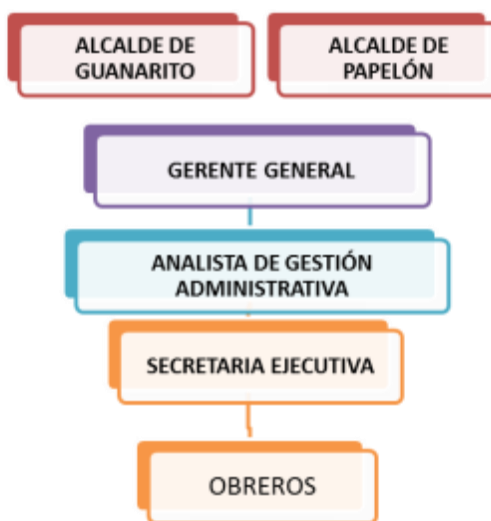 ALCALDE DE
GUANARITO
ALCALDE DE
PAPELÓN
GERENTE GENERAL
ANALISTA DE GESTIÓN
ADMINISTRATIVA
SECRETARIA EJECUTIVA
OBREROS